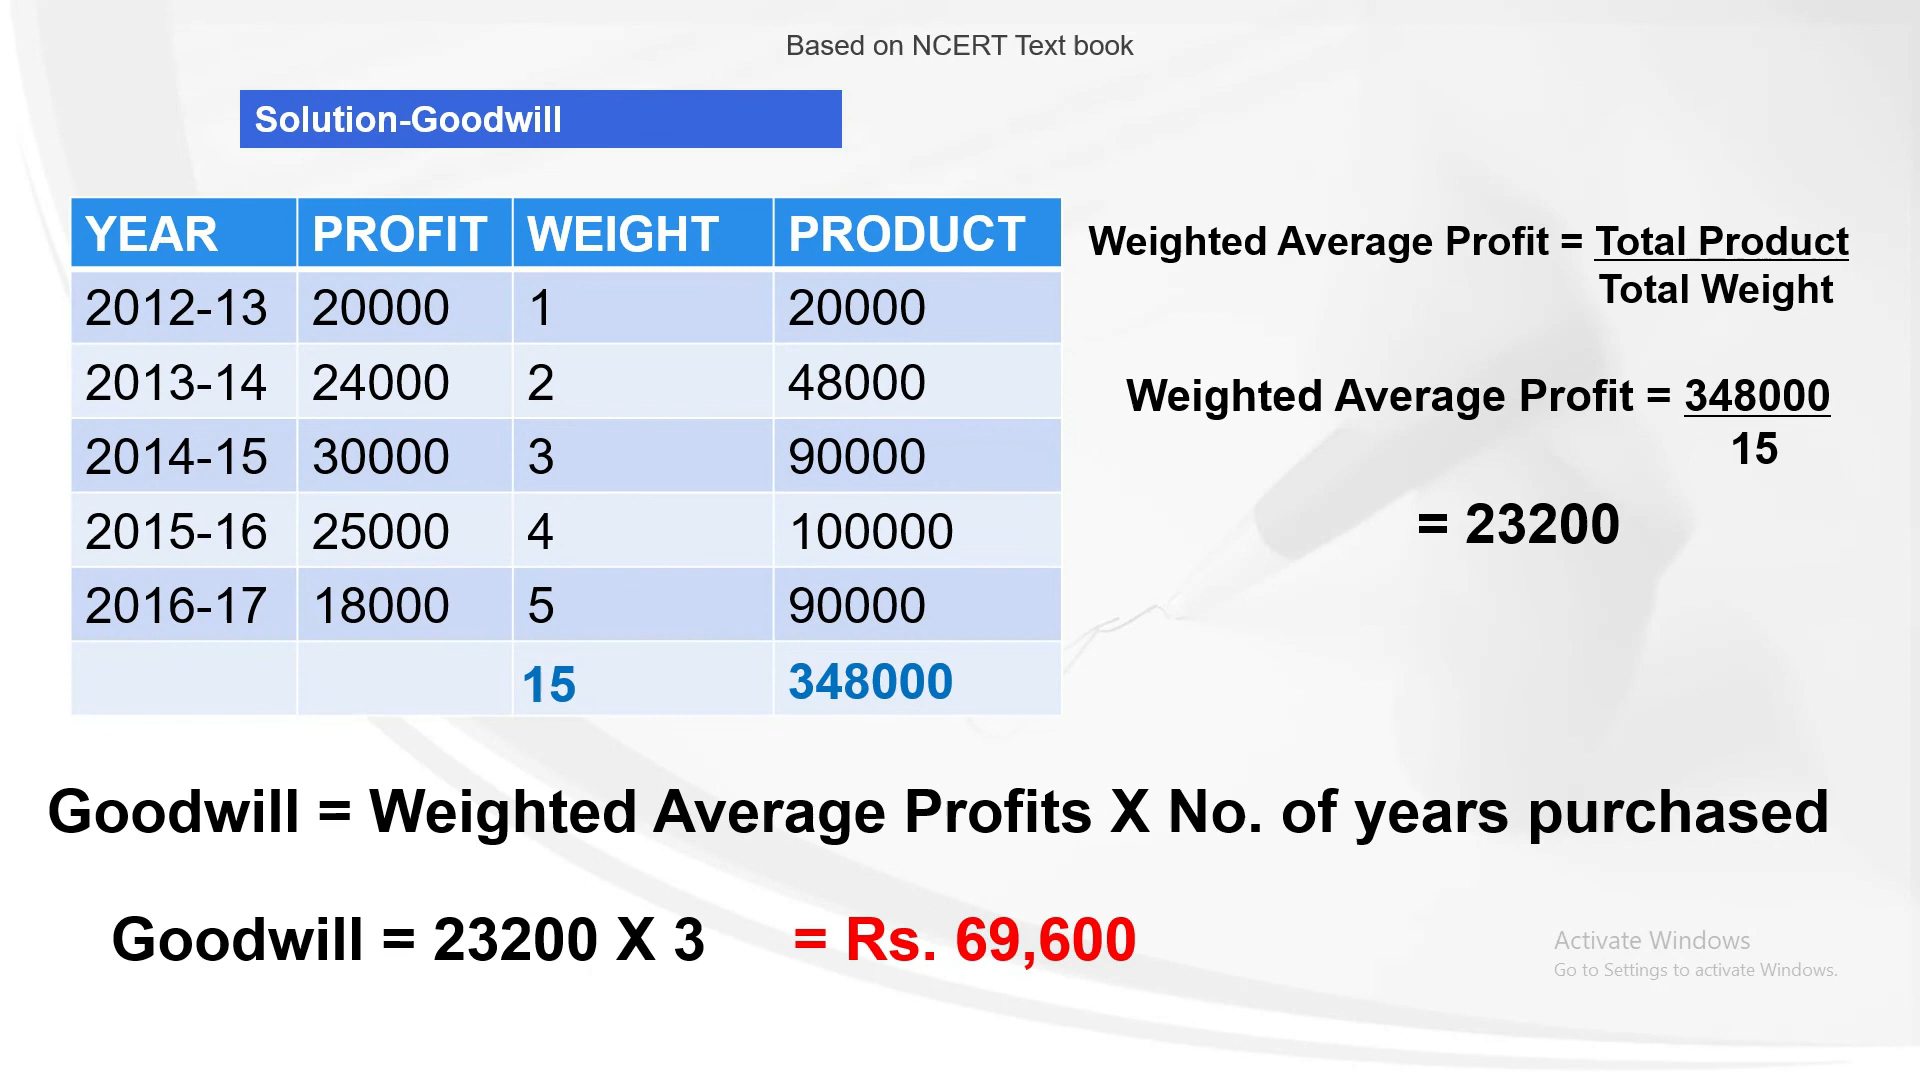 Based on NCERT Text book
Solution-Goodwill
YEAR PROFIT WEIGHT PRODUCT
2012-13 20000 1 20000
2013-14 24000 2 48000
2014-15 30000 3 90000
2015-16 25000 4 100000
2016-17 18000 5 90000
15 348000
Weighted Average Profit = Total Product
Total Weight
Weighted Average Profit = 348000
15
= 23200
Goodwill = Weighted Average Profits X No. of years purchased
Goodwill = 23200 X 3 = Rs. 69,600
Activate Windows
Go to Settings to activate Windows.